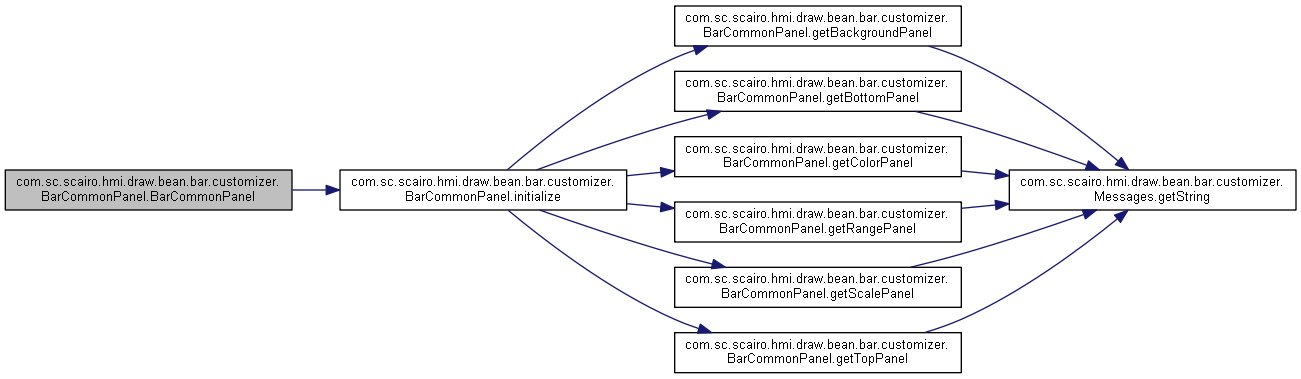 com.sc.scairo.hmi.draw.bean.bar.customizer.
BarCommonPanel.BarCommonPanel
com.sc.scairo.hmi.draw.bean.bar.customizer.
BarCommonPanel.initialize
com.sc.scairo.hmi.draw.bean.bar.customizer.
BarCommonPanel.getBackgroundPanel
com.sc.scairo.hmi.draw.bean.bar.customizer.
BarCommonPanel.getBottomPanel
com.sc.scairo.hmi.draw.bean.bar.customizer.
BarCommonPanel.getColorPanel
com.sc.scairo.hmi.draw.bean.bar.customizer.
BarCommonPanel.getRangePanel
com.sc.scairo.hmi.draw.bean.bar.customizer.
BarCommonPanel.getScalePanel
com.sc.scairo.hmi.draw.bean.bar.customizer.
BarCommonPanel.getTopPanel
com.sc.scairo.hmi.draw.bean.bar.customizer.
Messages.getString